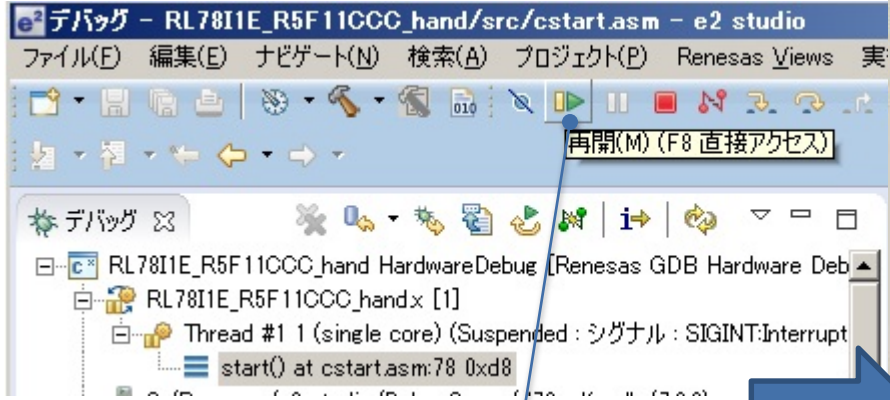 デバッグ - RL78I1E_R5F11CCC_hand/src/cstart.asm - e2 studio
ファイル(F) 編集(E) ナビゲート(N) 検索(A) プロジェクト(P) Renesas Views 実
010
再開(M) (F8 直接アクセス)
デバッグ
RL78I1E_R5F11CCC_hand HardwareDebug [Renesas GDB Hardware Deb
RL78I1E_R5F11CCC_hand.x [1]
Thread #1 1 (single core) (Suspended : シグナル : SIGINT:Interrupt
start() at cstart.asm:78 0xd8